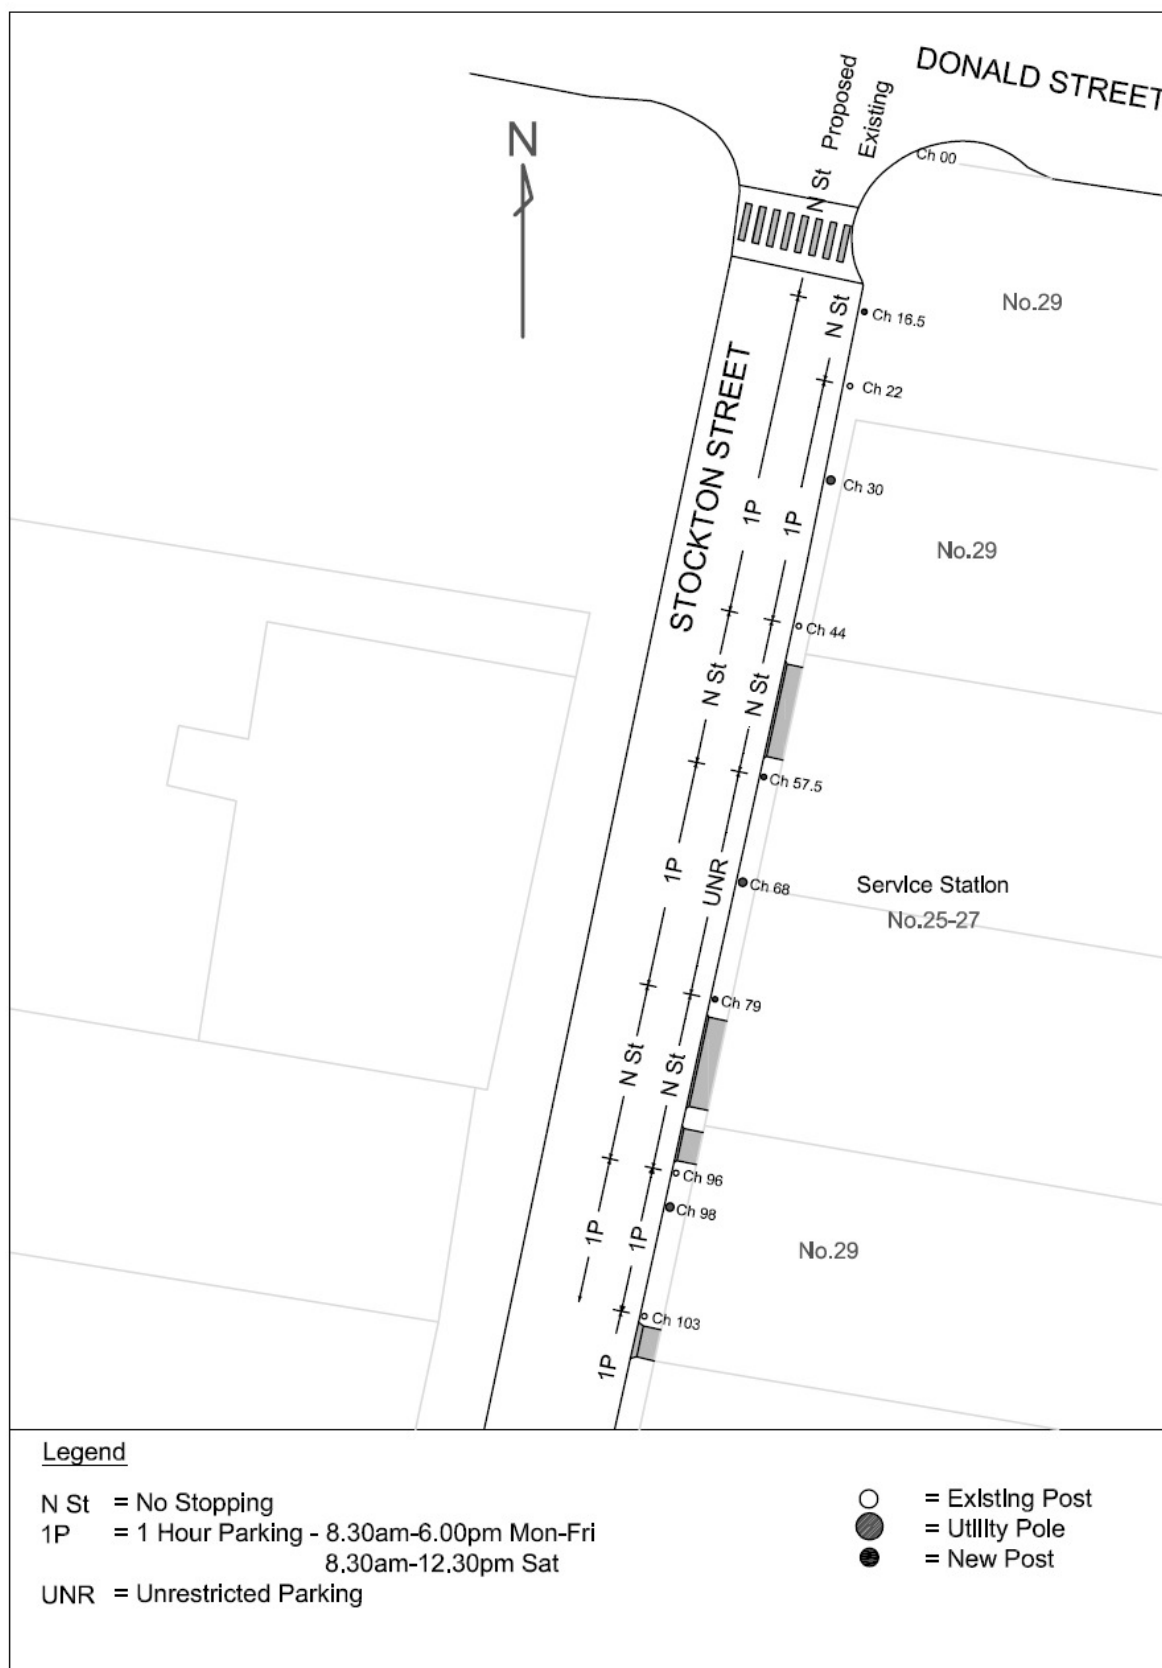 DONALD STREET
Proposed
Existing
N St
Ch 00
N
No.29
N St
Ch 16.5
Ch 22
STOCKTON STREET
1P
1P
Ch 30
No.29
Ch 44
N St
N St
Ch 57.5
1P
UNR
Ch 68
Service Station
No.25-27
Ch 79
N St
N St
Ch 96
Ch 98
1P
1P
No.29
Ch 103
1P
Legend
N St = No Stopping
1P = 1 Hour Parking - 8.30am-6.00pm Mon-Fri
8.30am-12.30pm Sat
UNR = Unrestricted Parking
= Existing Post
= Utility Pole
= New Post